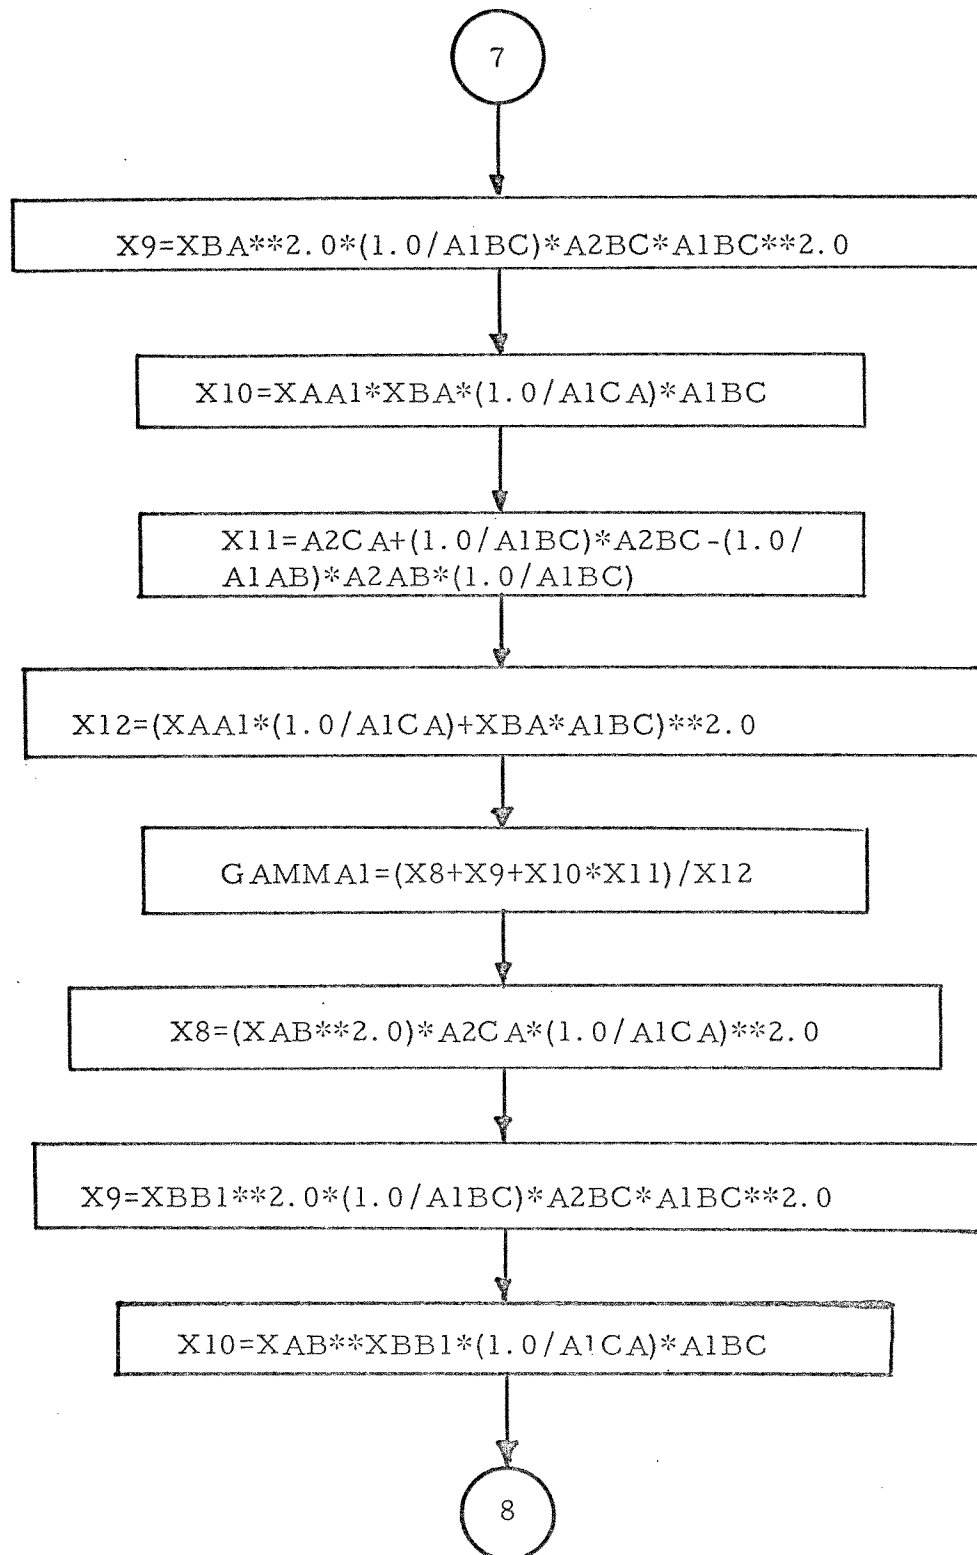 7
X9=XBA**2.0*(1.0/A1BC)*A2BC*A1BC**2.0
X10=XAA1*XBA*(1.0/A1CA)*A1BC
X11=A2CA+(1.0/A1BC)*A2BC-(1.0/
A1AB)*A2AB*(1.0/A1BC)
X12=(XAA1*(1.0/A1CA)+XBA*A1BC)**2.0
GAMMA1=(X8+X9+X10*X11)/X12
X8=(XAB**2.0)*A2CA*(1.0/A1CA)**2.0
X9=XBB1**2.0*(1.0/A1BC)*A2BC*A1BC**2.0
X10=XAB**XBB1*(1.0/A1CA)*A1BC
8